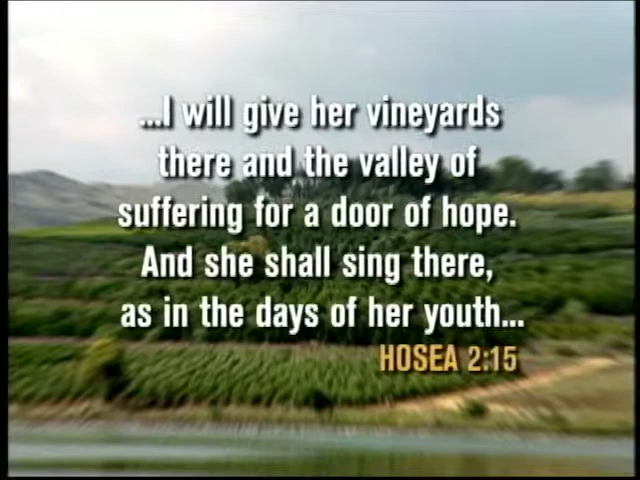 ...I will give her vineyards
there and the valley of
suffering for a door of hope.
And she shall sing there,
as in the days of her youth...
HOSEA 2:15